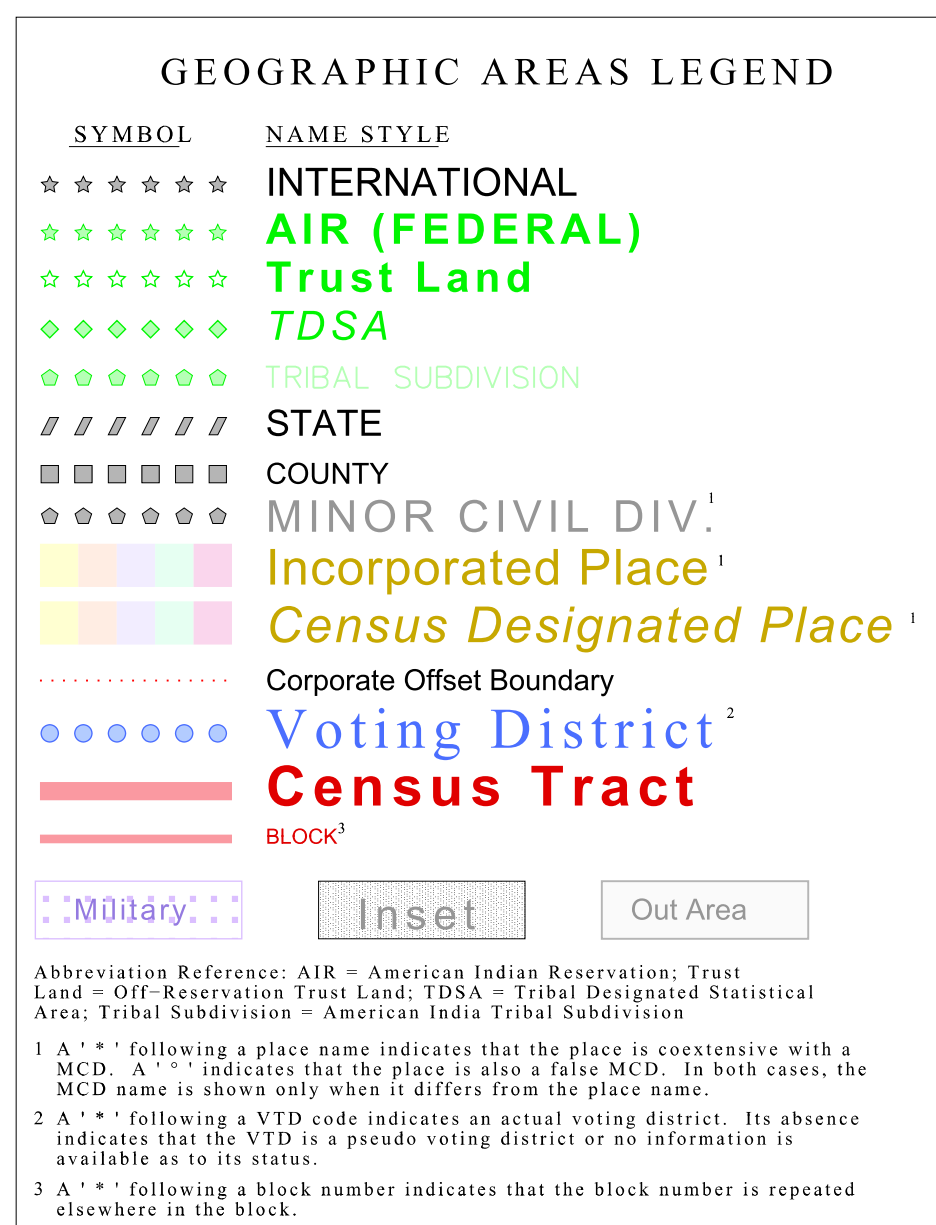 GEOGRAPHIC AREAS LEGEND
SYMBOL NAME STYLE
INTERNATIONAL
AIR (FEDERAL)
Trust Land
TDSA
TRIBAL SUBDIVISION
STATE
COUNTY
MINOR CIVIL DIV.¹
Incorporated Place ¹
Census Designated Place ¹
Corporate Offset Boundary
Voting District ²
Census Tract
BLOCK³
Military Inset Out Area
Abbreviation Reference: AIR = American Indian Reservation; Trust
Land = Off−Reservation Trust Land; TDSA = Tribal Designated Statistical
Area; Tribal Subdivision = American India Tribal Subdivision
1 A ' * ' following a place name indicates that the place is coextensive with a
MCD. A ' ° ' indicates that the place is also a false MCD. In both cases, the
MCD name is shown only when it differs from the place name.
2 A ' * ' following a VTD code indicates an actual voting district. Its absence
indicates that the VTD is a pseudo voting district or no information is
available as to its status.
3 A ' * ' following a block number indicates that the block number is repeated
elsewhere in the block.